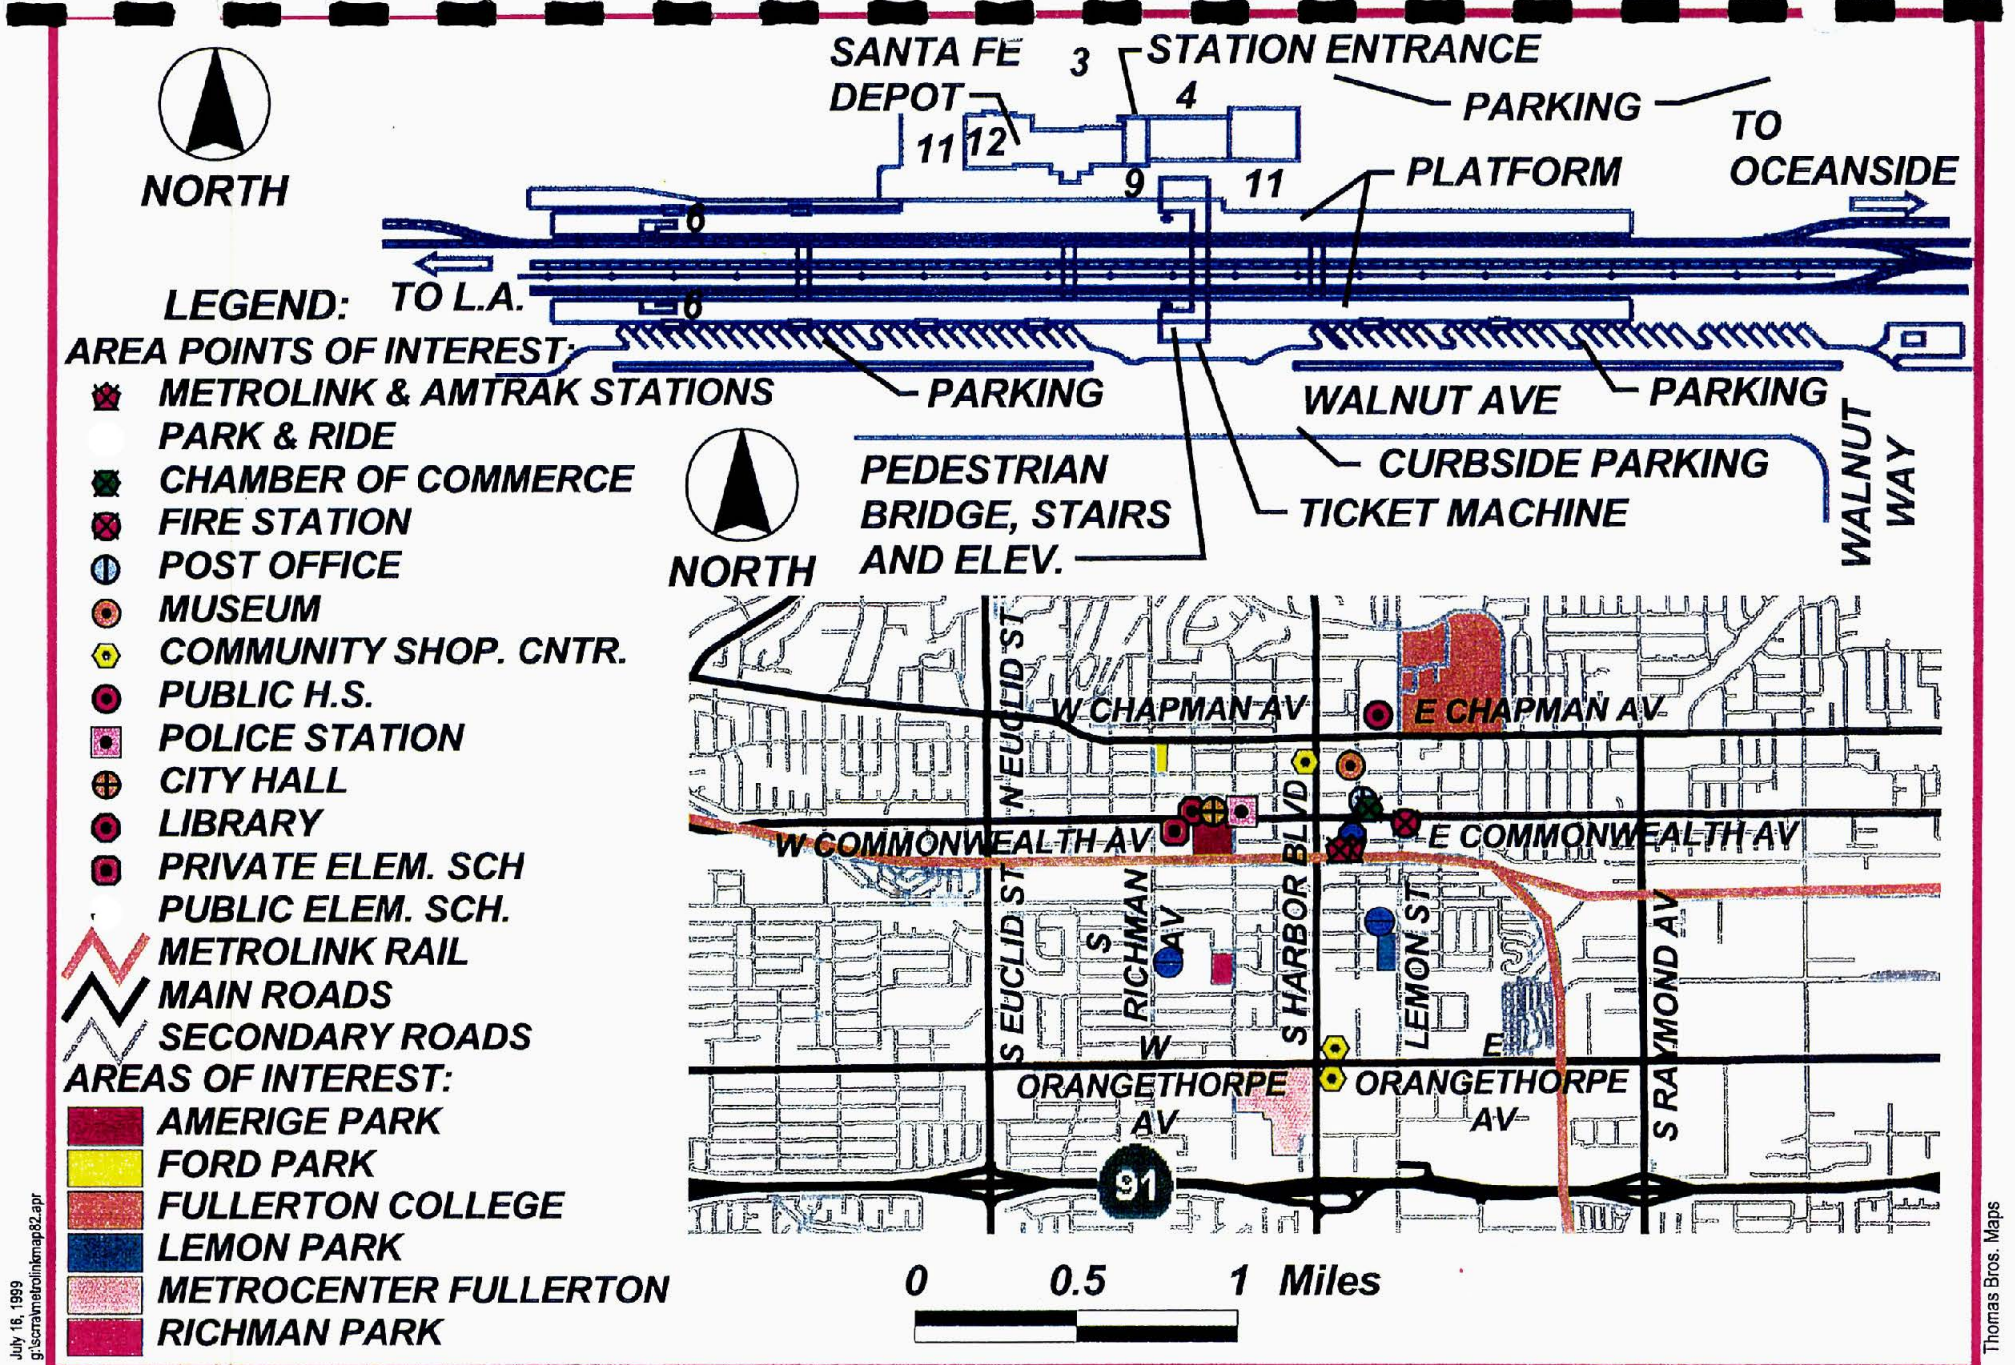 SANTA FE
DEPOT
3
STATION ENTRANCE
4
PARKING
TO
OCEANSIDE
11
12
9
11
PLATFORM
NORTH
6
6
TO L.A.
LEGEND:
AREA POINTS OF INTEREST:
METROLINK & AMTRAK STATIONS
PARK & RIDE
CHAMBER OF COMMERCE
FIRE STATION
POST OFFICE
MUSEUM
COMMUNITY SHOP. CNTR.
PUBLIC H.S.
POLICE STATION
CITY HALL
LIBRARY
PRIVATE ELEM. SCH
PUBLIC ELEM. SCH.
METROLINK RAIL
MAIN ROADS
SECONDARY ROADS
AREAS OF INTEREST:
AMERIGE PARK
FORD PARK
FULLERTON COLLEGE
LEMON PARK
METROCENTER FULLERTON
RICHMAN PARK
PARKING
WALNUT AVE
PARKING
WALNUT
WAY
CURBSIDE PARKING
TICKET MACHINE
PEDESTRIAN
BRIDGE, STAIRS
AND ELEV.
NORTH
N EUCLID ST
W CHAPMAN AV
E CHAPMAN AV
W COMMONWEALTH AV
E COMMONWEALTH AV
S EUCLID ST
S
RICHMAN
AV
S HARBOR BLVD
LEMON ST
S RAYMOND AV
W
ORANGETHORPE
AV
E
ORANGETHORPE
AV
91
0 0.5 1 Miles
July 16, 1999
g:\scrra\metrolinkmap82.apr
Thomas Bros. Maps